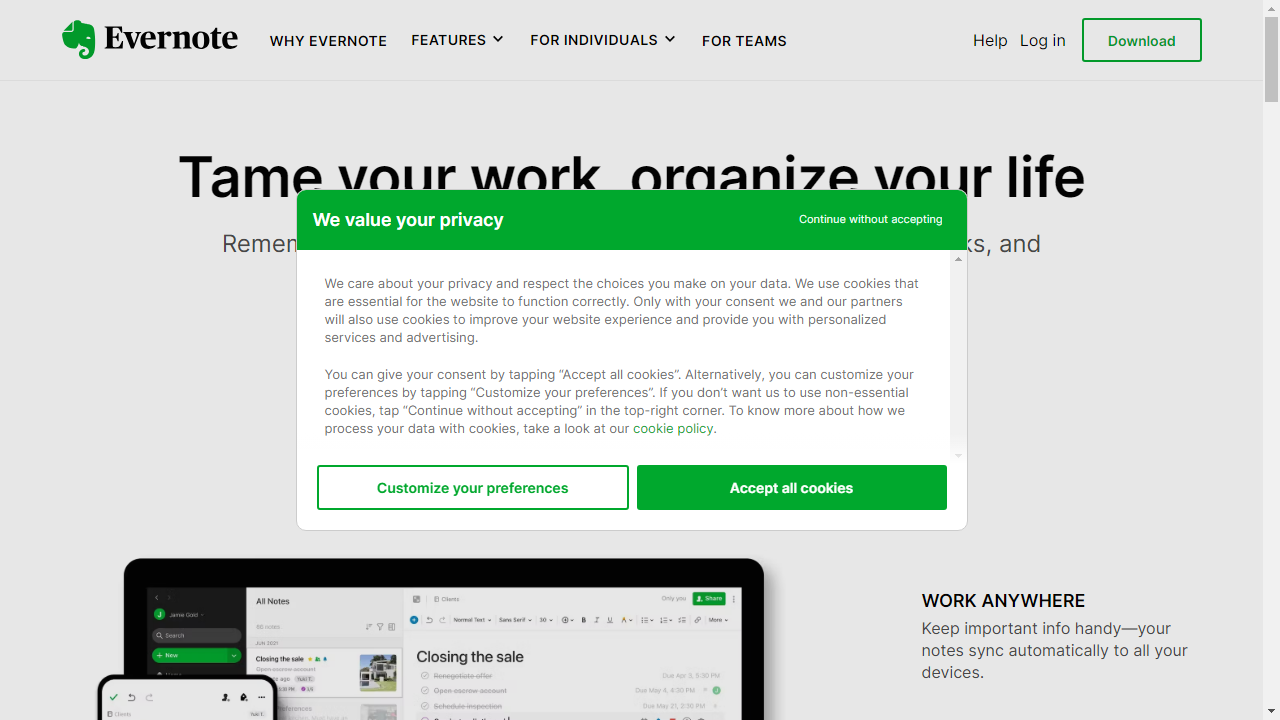 Evernote
WHY EVERNOTE
FEATURES
FOR INDIVIDUALS
FOR TEAMS
Help
Log in
Download
Tame your work, organize your life
We value your privacy
Continue without accepting
We care about your privacy and respect the choices you make on your data. We use cookies that
are essential for the website to function correctly. Only with your consent we and our partners
will also use cookies to improve your website experience and provide you with personalized
services and advertising.
You can give your consent by tapping “Accept all cookies”. Alternatively, you can customize your
preferences by tapping “Customize your preferences”. If you don’t want us to use non-essential
cookies, tap “Continue without accepting” in the top-right corner. To know more about how we
process your data with cookies, take a look at our cookie policy.
Customize your preferences
Accept all cookies
WORK ANYWHERE
Keep important info handy—your
notes sync automatically to all your
devices.
J
Jamie Gold
Search
New
All Notes
60 notes
JUN 2021
Closing the sale
Open escrow account
Clients
Only you
Share
Normal Text
Sans Serif
30
B I U A
More
Closing the sale
Renegotiate offer
Due Apr 3, 5:30 PM
Open escrow account
Due May 4, 4:30 PM
Schedule inspection
Due May 21, 2:30 PM
Clients